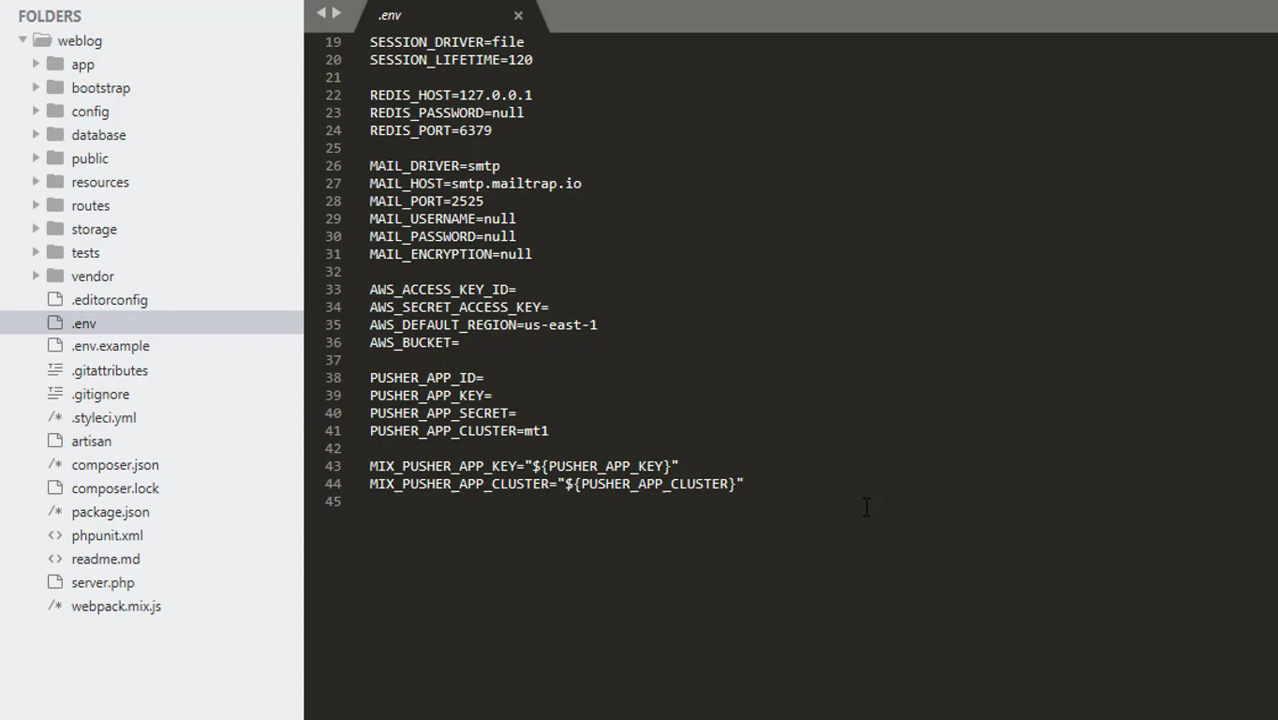 FOLDERS
weblog
app
bootstrap
config
database
public
resources
routes
storage
tests
vendor
.editorconfig
.env
.env.example
.gitattributes
.gitignore
.styleci.yml
artisan
composer.json
composer.lock
package.json
phpunit.xml
readme.md
server.php
webpack.mix.js
.env
19 SESSION_DRIVER=file
20 SESSION_LIFETIME=120
21
22 REDIS_HOST=127.0.0.1
23 REDIS_PASSWORD=null
24 REDIS_PORT=6379
25
26 MAIL_DRIVER=smtp
27 MAIL_HOST=smtp.mailtrap.io
28 MAIL_PORT=2525
29 MAIL_USERNAME=null
30 MAIL_PASSWORD=null
31 MAIL_ENCRYPTION=null
32
33 AWS_ACCESS_KEY_ID=
34 AWS_SECRET_ACCESS_KEY=
35 AWS_DEFAULT_REGION=us-east-1
36 AWS_BUCKET=
37
38 PUSHER_APP_ID=
39 PUSHER_APP_KEY=
40 PUSHER_APP_SECRET=
41 PUSHER_APP_CLUSTER=mt1
42
43 MIX_PUSHER_APP_KEY="${PUSHER_APP_KEY}"
44 MIX_PUSHER_APP_CLUSTER="${PUSHER_APP_CLUSTER}"
45